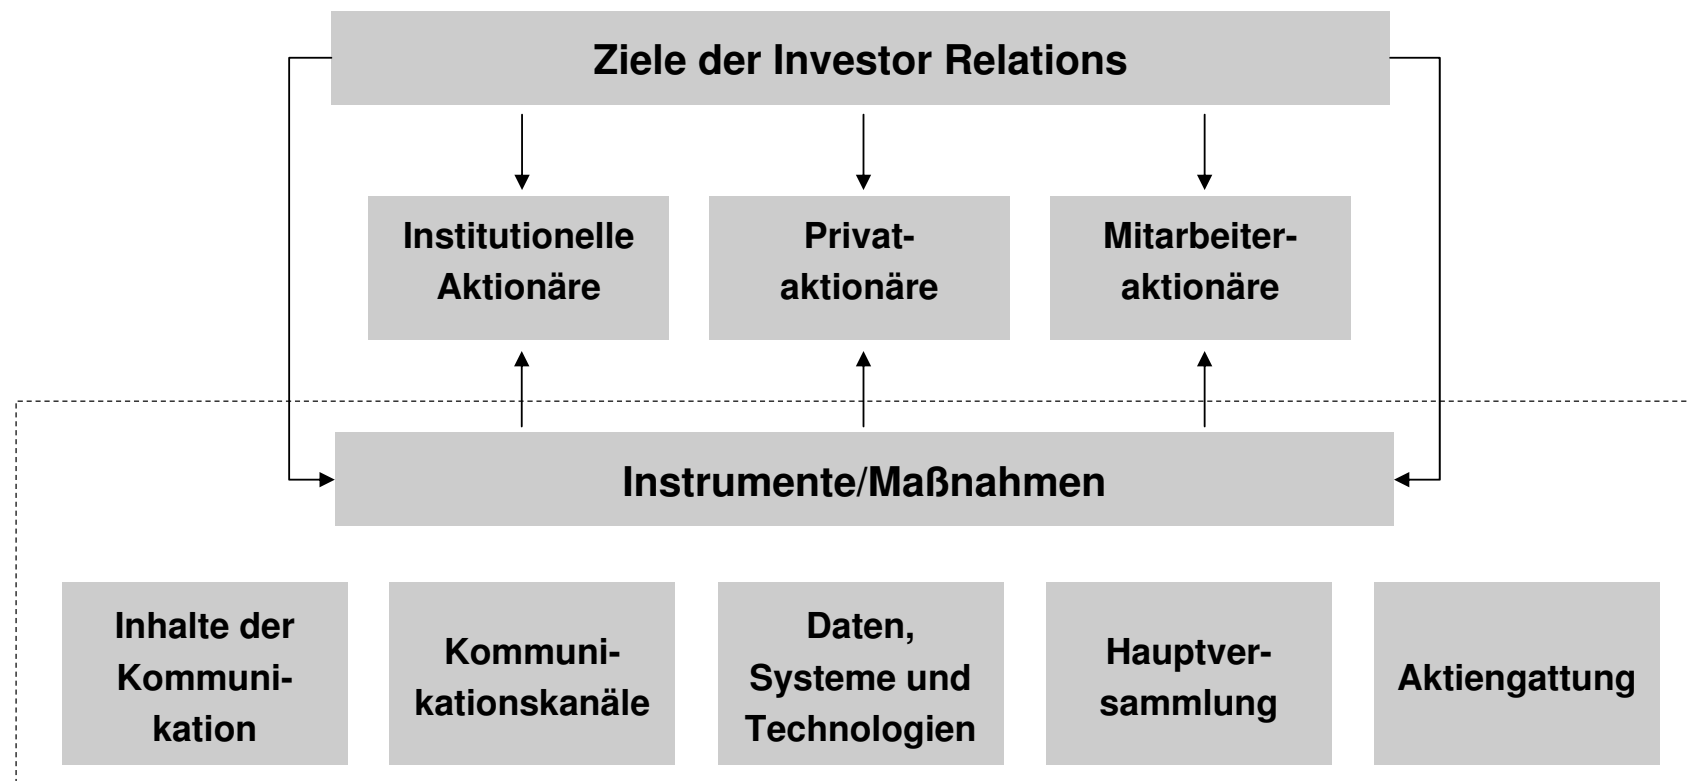 Ziele der Investor Relations
Institutionelle
Aktionäre
Privat-
aktionäre
Mitarbeiter-
aktionäre
Instrumente/Maßnahmen
Inhalte der
Kommuni-
kation
Kommuni-
kationskanäle
Daten,
Systeme und
Technologien
Hauptver-
sammlung
Aktiengattung